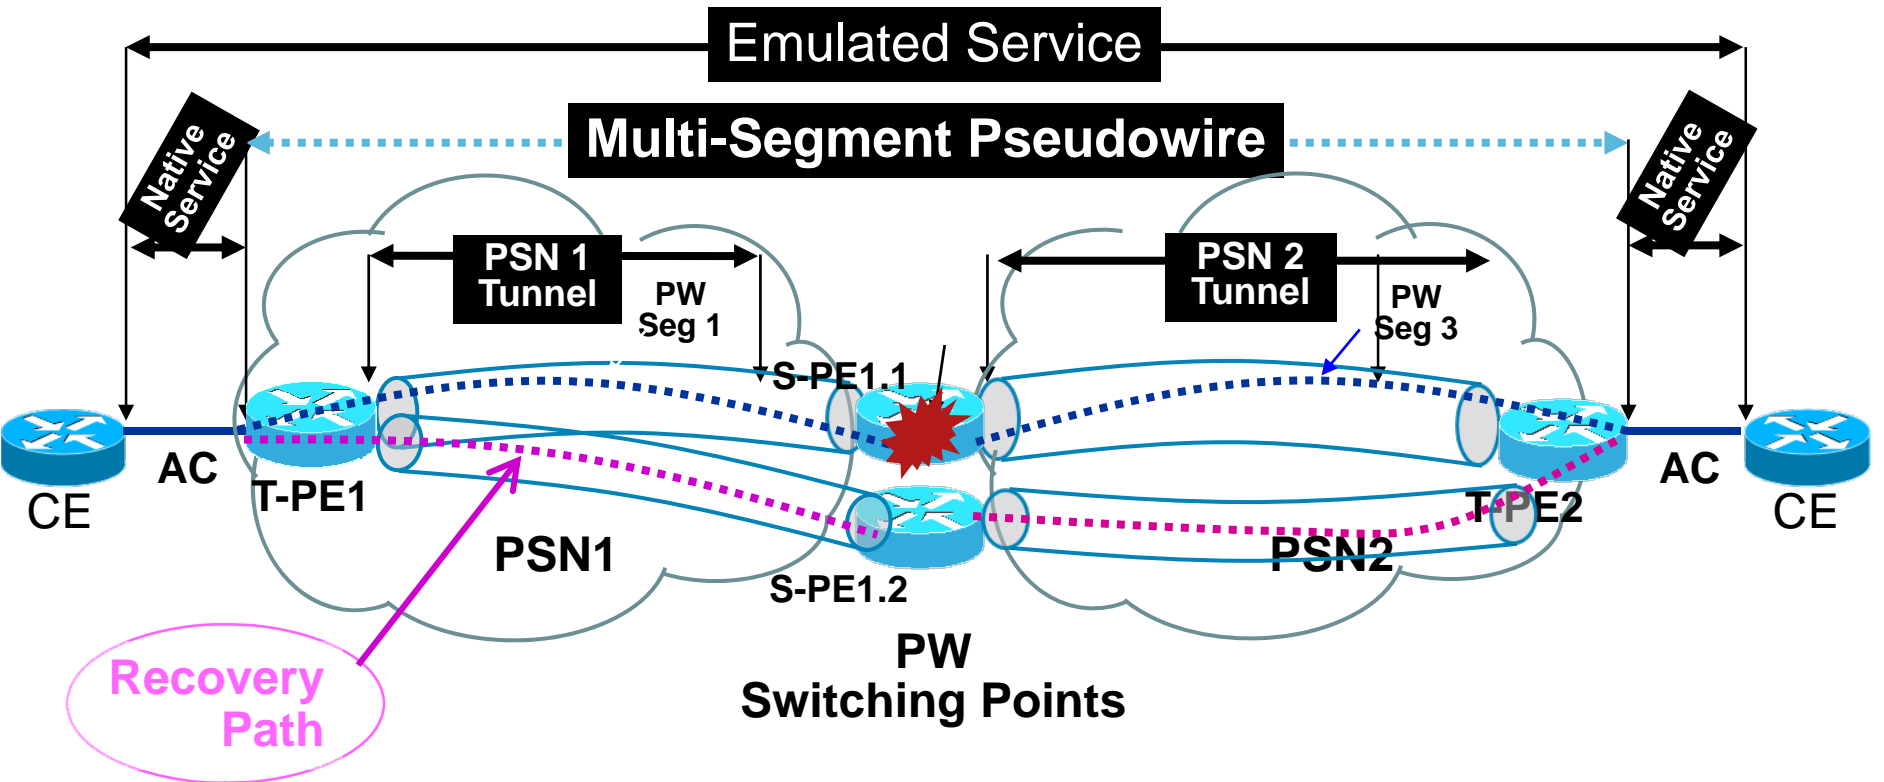 Emulated Service
Multi-Segment Pseudowire
Native
Service
Native
Service
PSN 1
Tunnel
PSN 2
Tunnel
PW
Seg 1
PW
Seg 3
S-PE1.1
AC
T-PE1
T-PE2
AC
CE
CE
PSN1
PSN2
S-PE1.2
PW
Switching Points
Recovery
Path